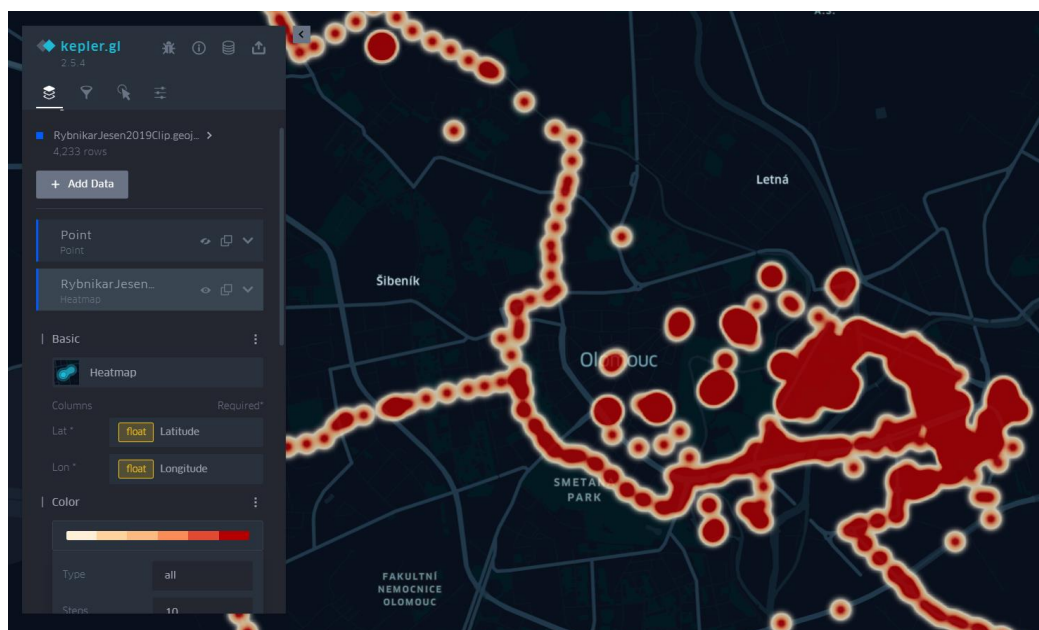 kepler.gl
2.5.4
RybnikarJesen2019Clip.geoj...
4,233 rows
+ Add Data
Point
Point
RybnikarJesen...
Heatmap
Basic
Heatmap
Columns
Required*
Lat *
float
Latitude
Lon *
float
Longitude
Color
Type
all
Steps
10
Letná
Šibeník
Olomouc
SMETA
PARK
FAKULTNÍ
NEMOCNICE
OLOMOUC